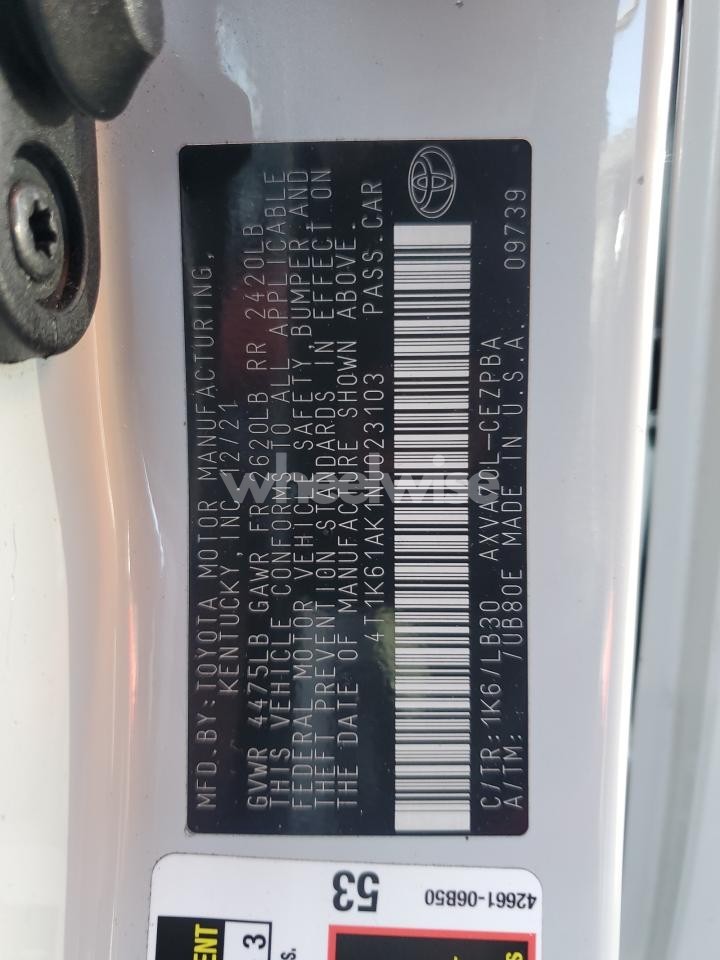 MFD.BY:TOYOTA MOTOR MANUFACTURING,
KENTUCKY,INC. 12/21
GVWR 4475LB GAWR FR 2620LB RR 2420LB
THIS VEHICLE CONFORMS TO ALL APPLICABLE
FEDERAL MOTOR VEHICLE SAFETY,BUMPER,AND
THEFT PREVENTION STANDARDS IN EFFECT ON
THE DATE OF MANUFACTURE SHOWN ABOVE.
4T1K61AK1NU023103 PASS.CAR
C/TR:1K6/LB30 AXVA70L-CEZPBA
A/TM: /UB80E MADE IN U.S.A. 09739
wheelwise
53
42661-06B50